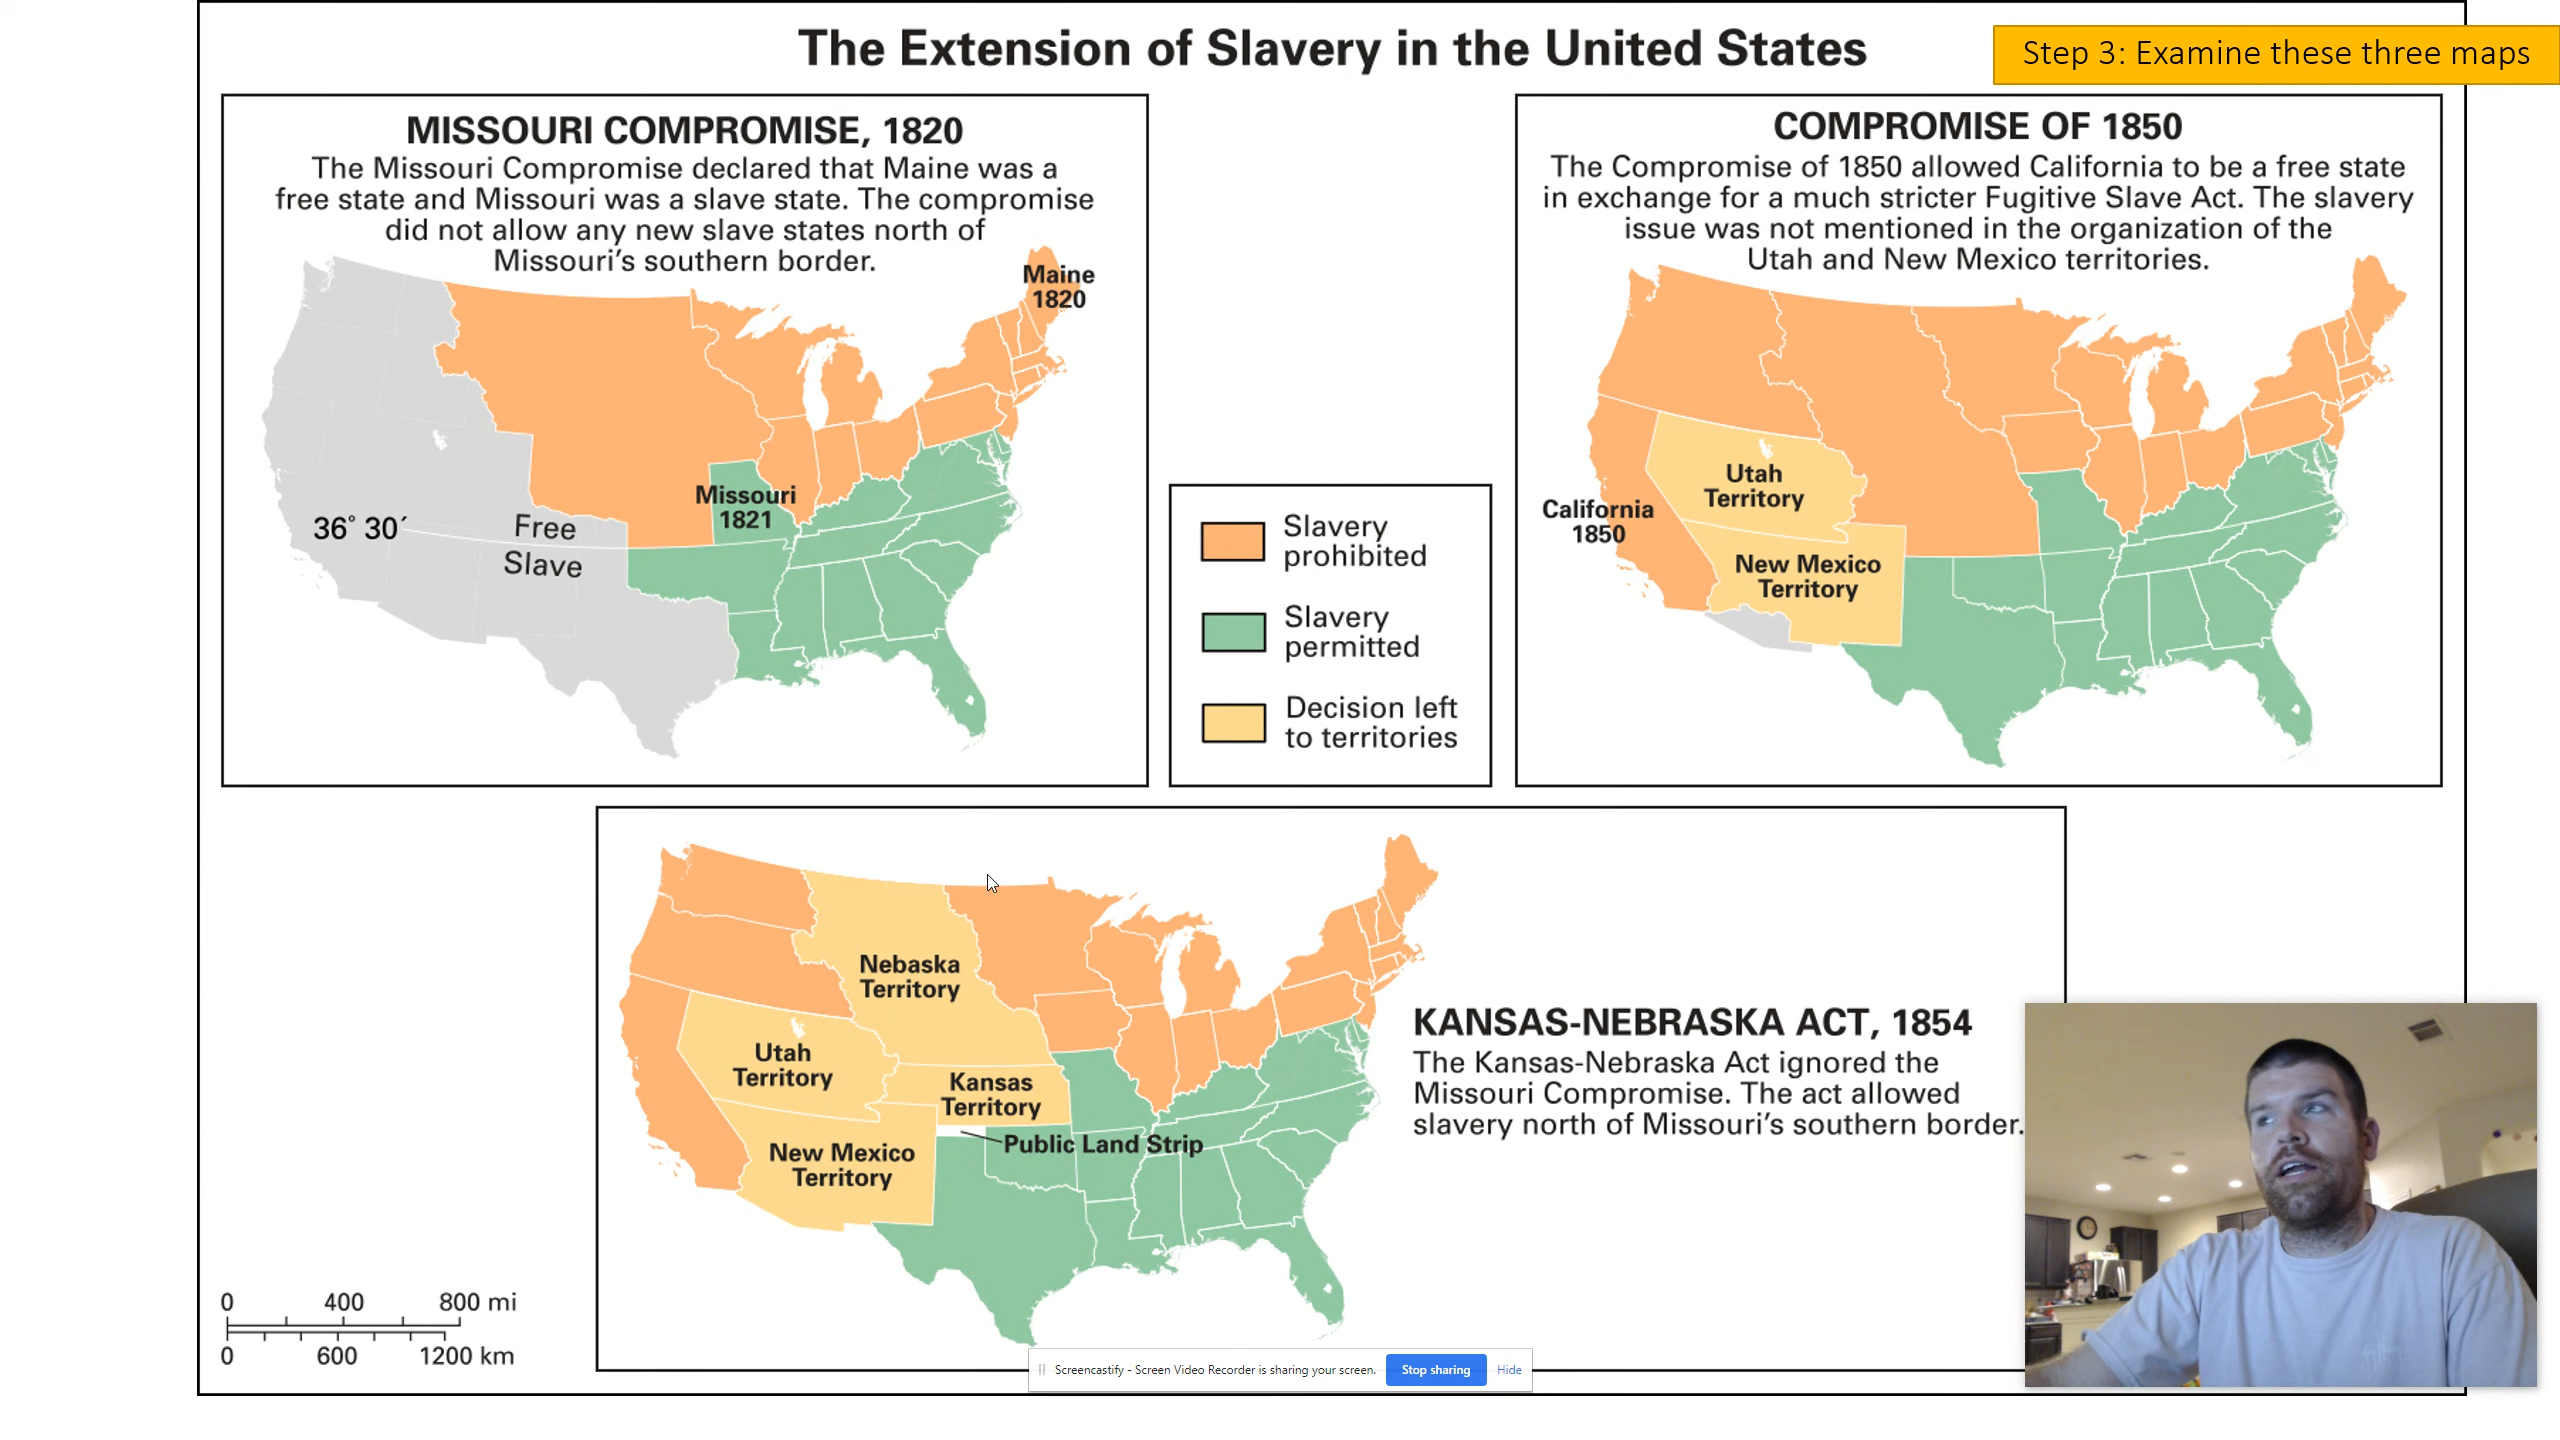 The Extension of Slavery in the United States
Step 3: Examine these three maps
MISSOURI COMPROMISE, 1820
The Missouri Compromise declared that Maine was a
free state and Missouri was a slave state. The compromise
did not allow any new slave states north of
Missouri's southern border.
Maine
1820
Missouri
1821
36° 30´
Free
Slave
Slavery
prohibited
Slavery
permitted
Decision left
to territories
COMPROMISE OF 1850
The Compromise of 1850 allowed California to be a free state
in exchange for a much stricter Fugitive Slave Act. The slavery
issue was not mentioned in the organization of the
Utah and New Mexico territories.
Utah
Territory
California
1850
New Mexico
Territory
Nebaska
Territory
Utah
Territory
Kansas
Territory
Public Land Strip
New Mexico
Territory
KANSAS-NEBRASKA ACT, 1854
The Kansas-Nebraska Act ignored the
Missouri Compromise. The act allowed
slavery north of Missouri's southern border.
0 400 800 mi
0 600 1200 km
Screencastify - Screen Video Recorder is sharing your screen. Stop sharing Hide